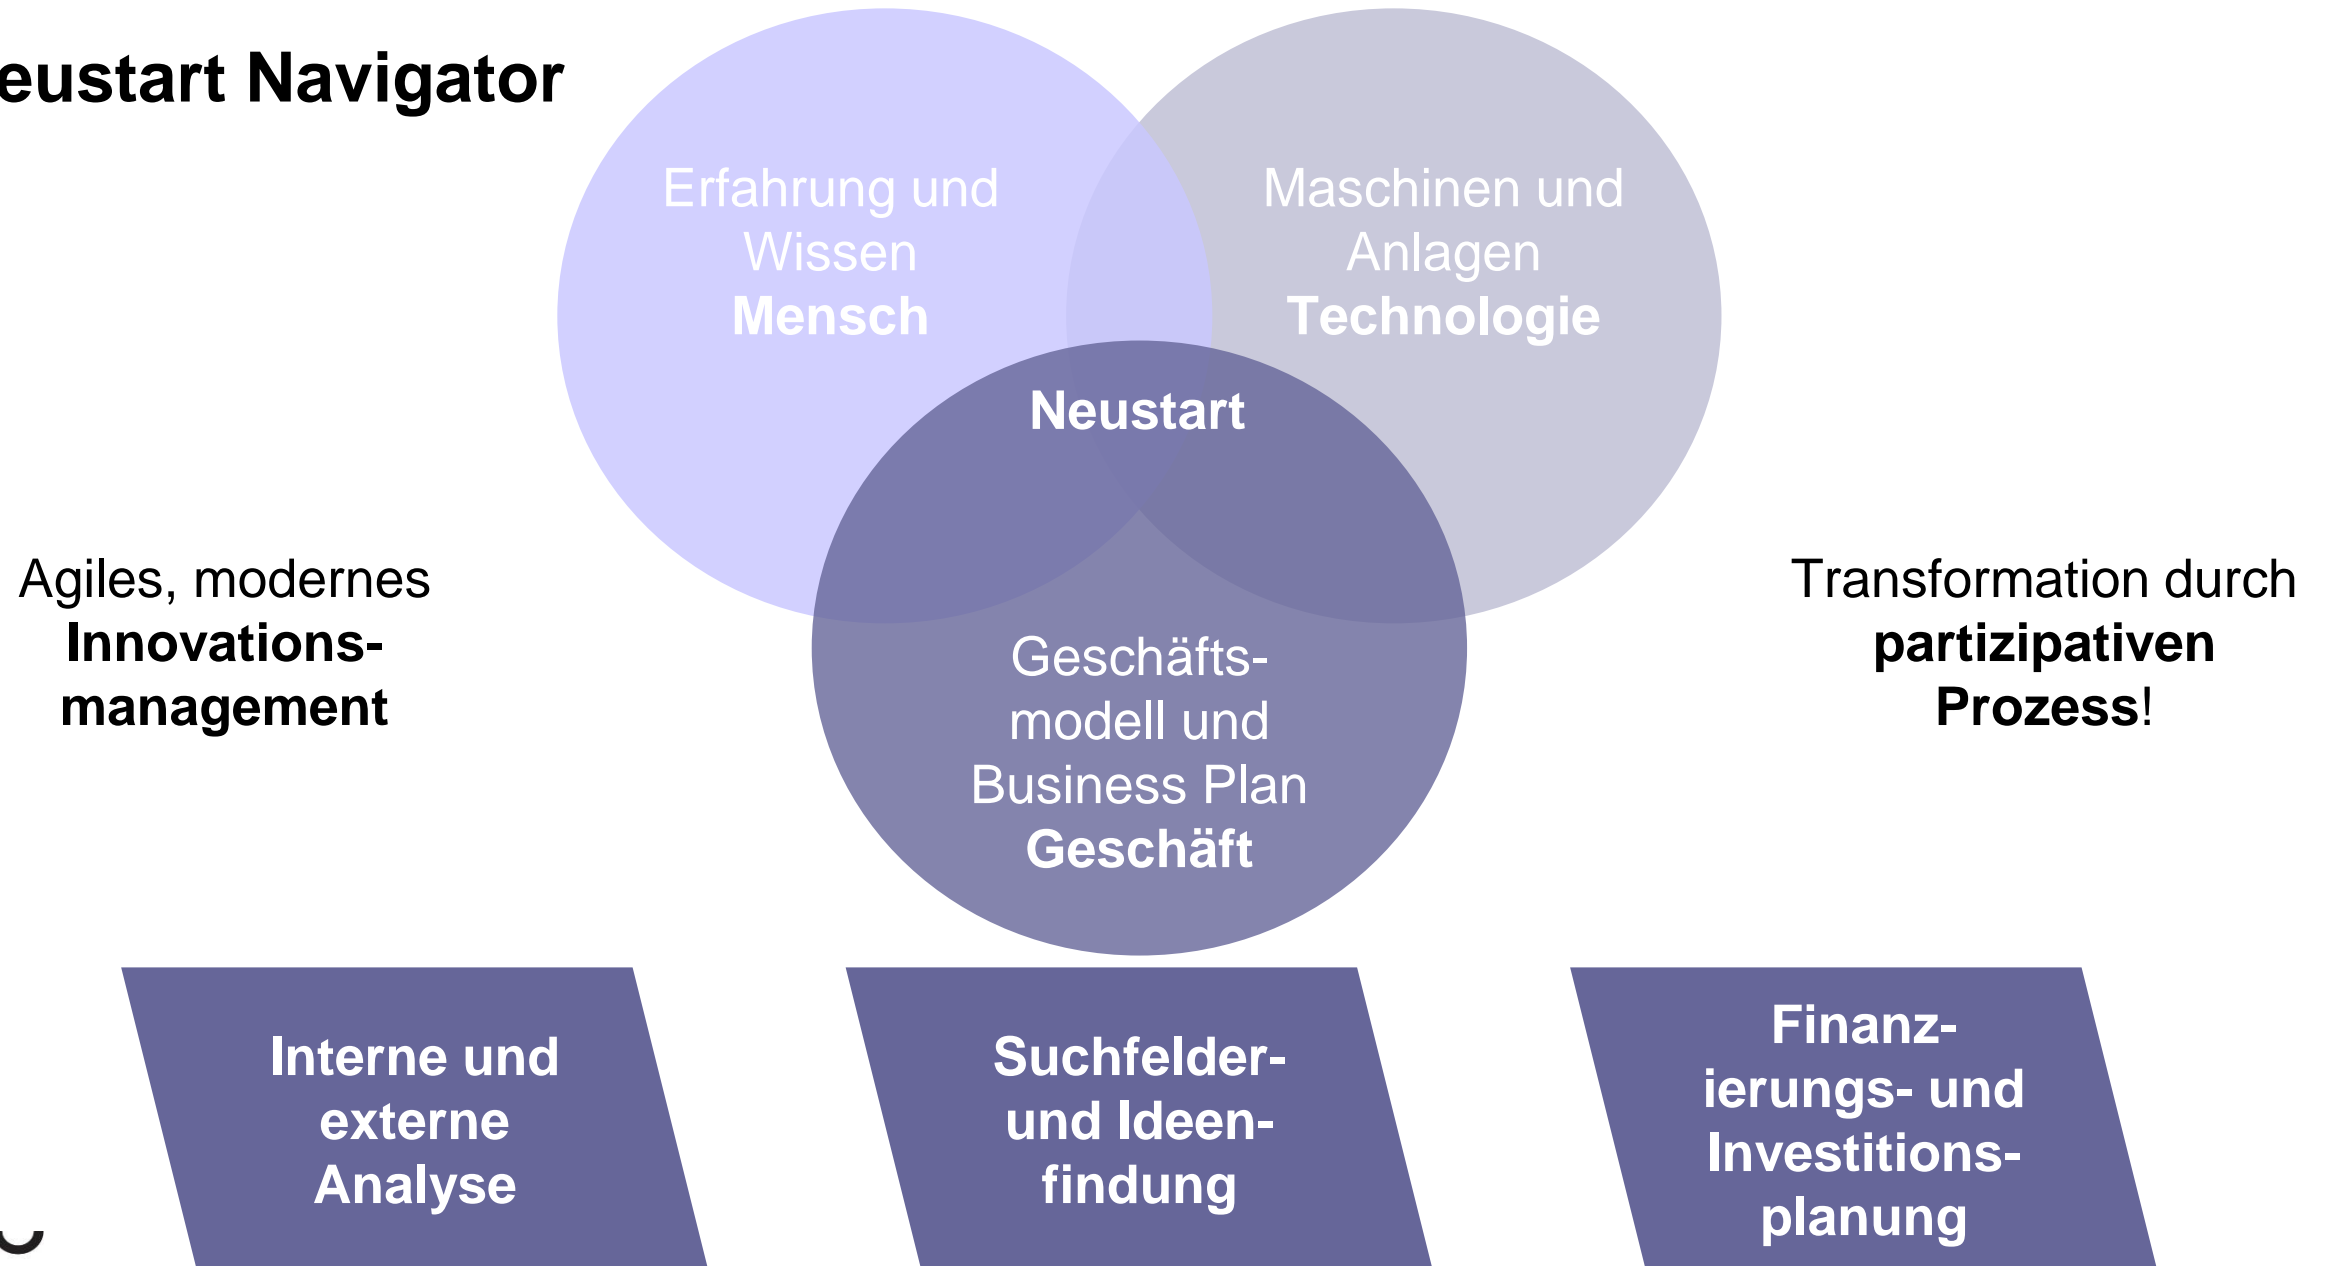 eustart Navigator
Erfahrung und
Wissen
Mensch
Maschinen und
Anlagen
Technologie
Neustart
Agiles, modernes
Innovations-
management
Geschäfts-
modell und
Business Plan
Geschäft
Transformation durch
partizipativen
Prozess!
Interne und
externe
Analyse
Suchfelder-
und Ideen-
findung
Finanz-
ierungs- und
Investitions-
planung